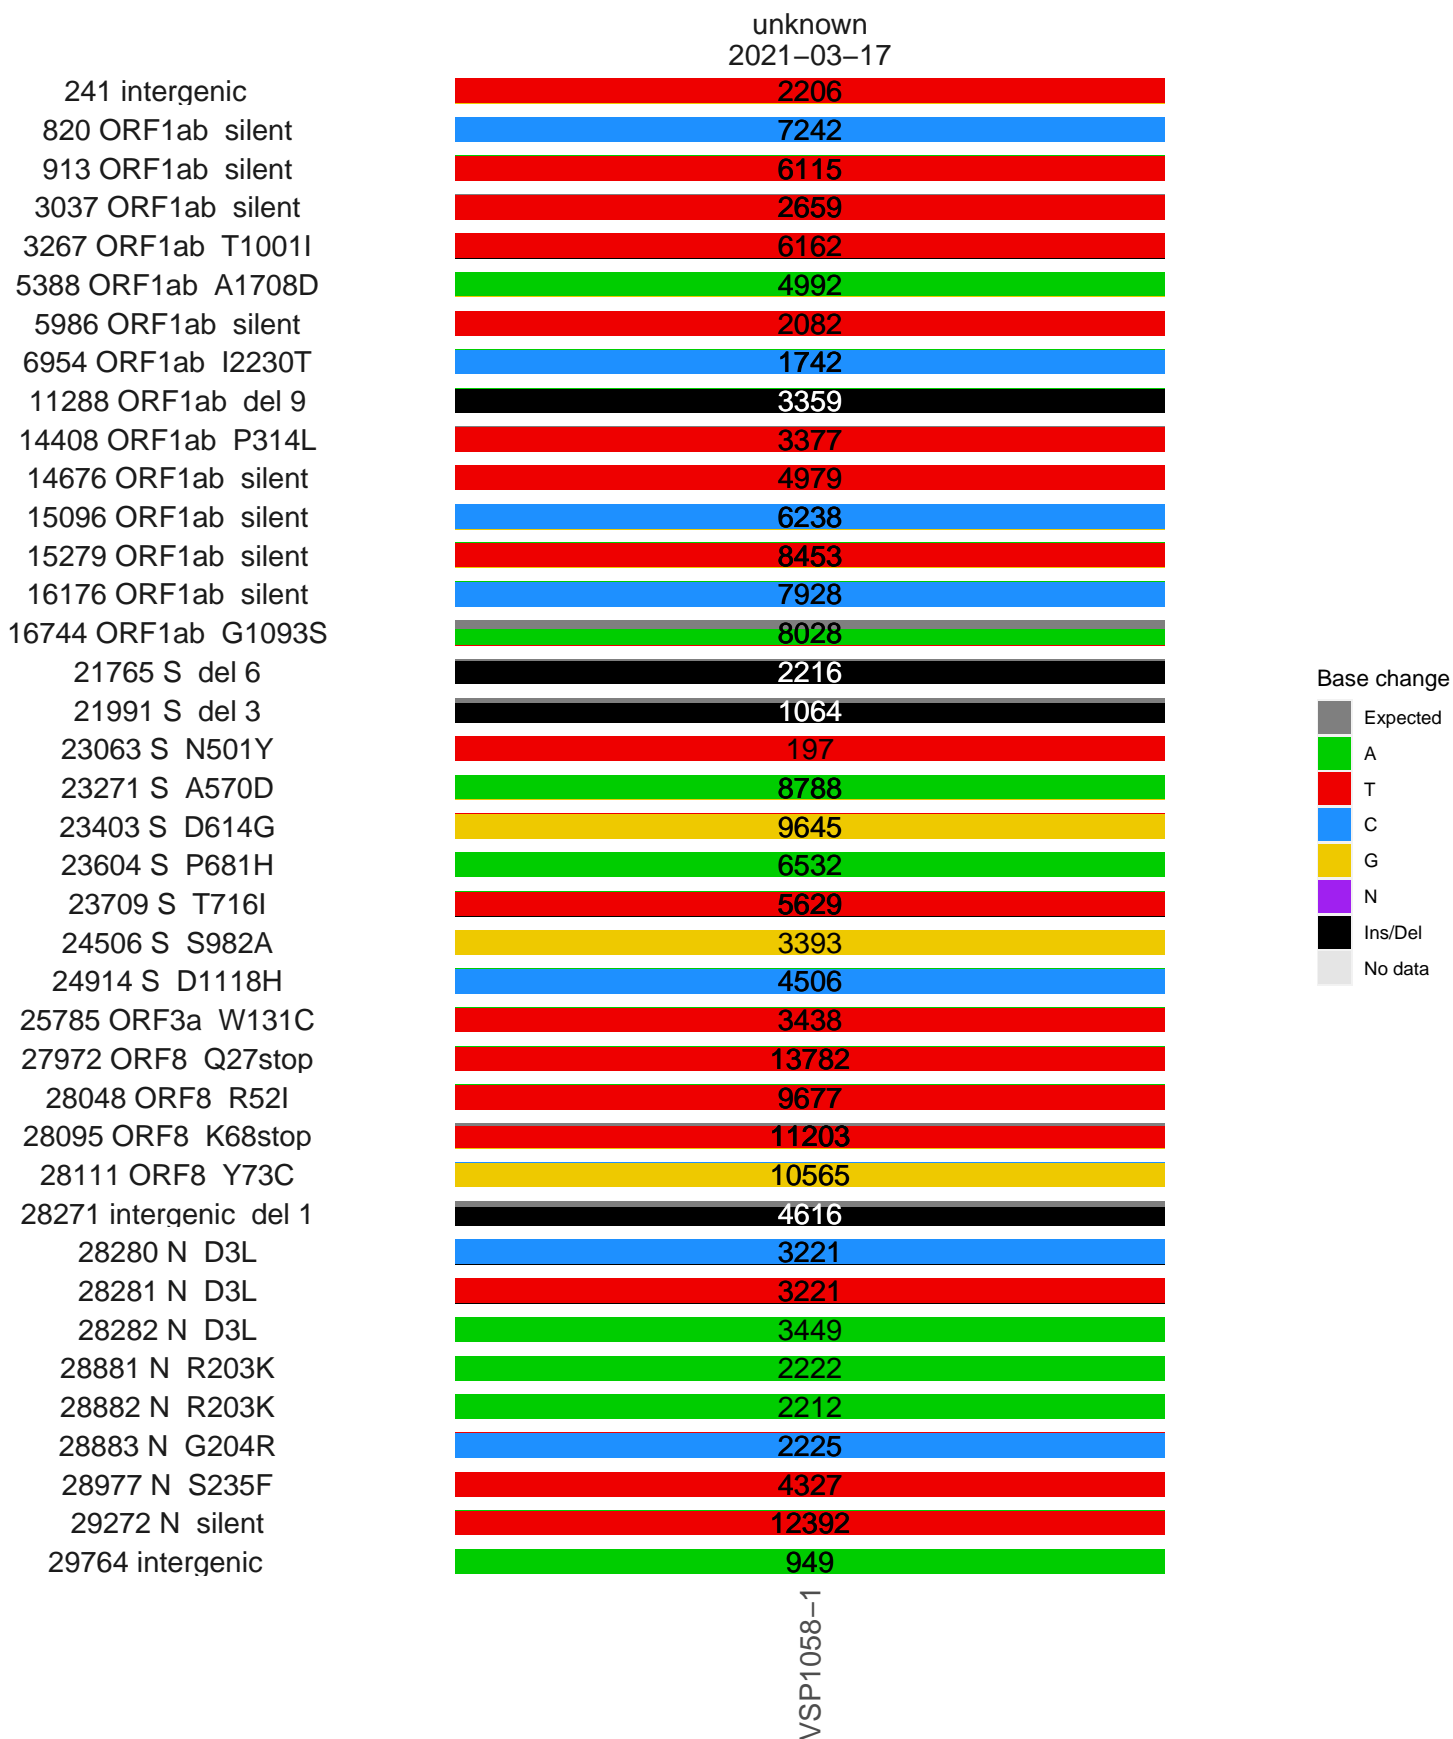 unknown
2021−03−17
241 intergenic 2206
820 ORF1ab silent 7242
913 ORF1ab silent 6115
3037 ORF1ab silent 2659
3267 ORF1ab T1001I 6162
5388 ORF1ab A1708D 4992
5986 ORF1ab silent 2082
6954 ORF1ab I2230T 1742
11288 ORF1ab del 9 3359
14408 ORF1ab P314L 3377
14676 ORF1ab silent 4979
15096 ORF1ab silent 6238
15279 ORF1ab silent 8453
16176 ORF1ab silent 7928
16744 ORF1ab G1093S 8028
21765 S del 6 2216
21991 S del 3 1064
23063 S N501Y 197
23271 S A570D 8788
23403 S D614G 9645
23604 S P681H 6532
23709 S T716I 5629
24506 S S982A 3393
24914 S D1118H 4506
25785 ORF3a W131C 3438
27972 ORF8 Q27stop 13782
28048 ORF8 R52I 9677
28095 ORF8 K68stop 11203
28111 ORF8 Y73C 10565
28271 intergenic del 1 4616
28280 N D3L 3221
28281 N D3L 3221
28282 N D3L 3449
28881 N R203K 2222
28882 N R203K 2212
28883 N G204R 2225
28977 N S235F 4327
29272 N silent 12392
29764 intergenic 949
VSP1058−1
Base change
Expected
A
T
C
G
N
Ins/Del
No data